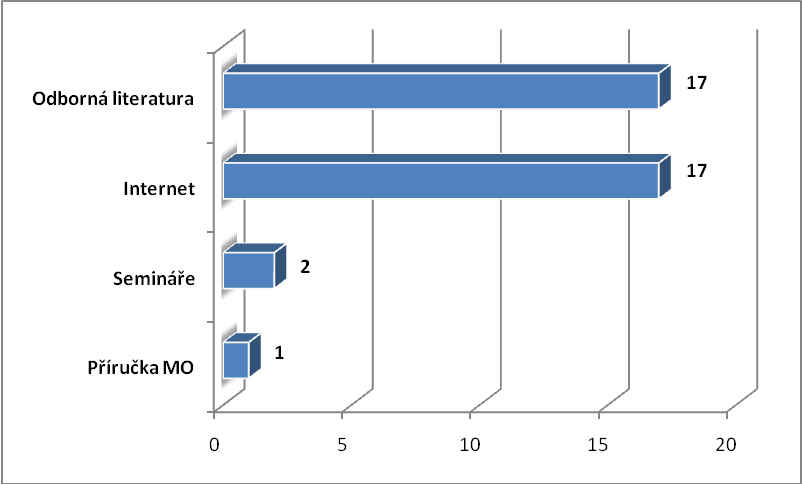 Odborná literatura 17
Internet 17
Semináře 2
Příručka MO 1
0 5 10 15 20